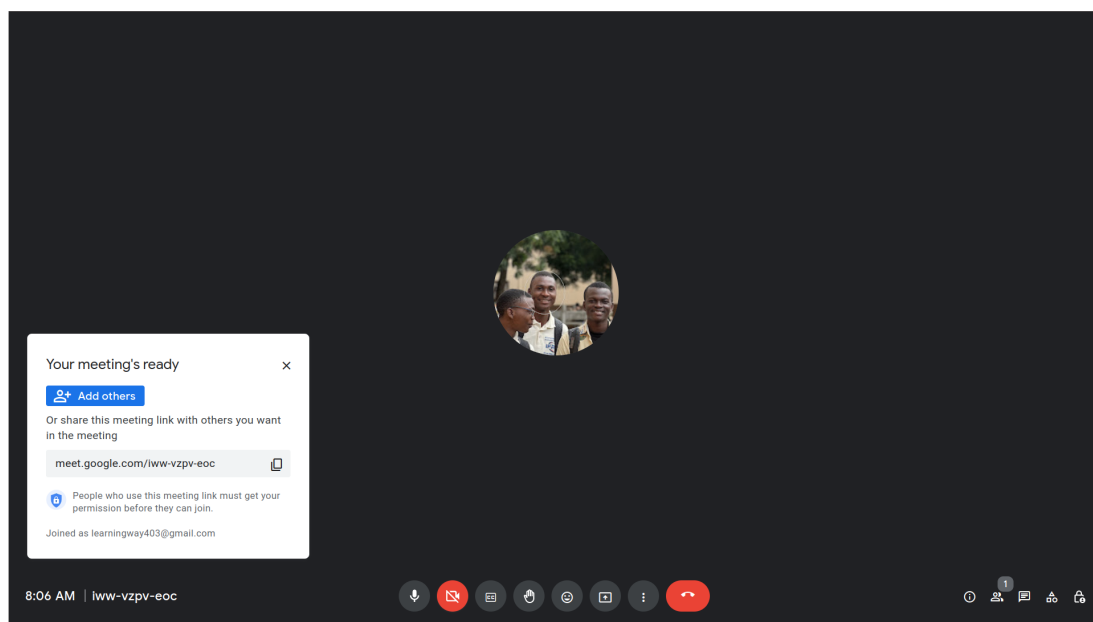 Your meeting's ready
Add others
Or share this meeting link with others you want
in the meeting
meet.google.com/iww-vzpv-eoc
People who use this meeting link must get your
permission before they can join.
Joined as learningway403@gmail.com
8:06 AM | iww-vzpv-eoc
CC
1